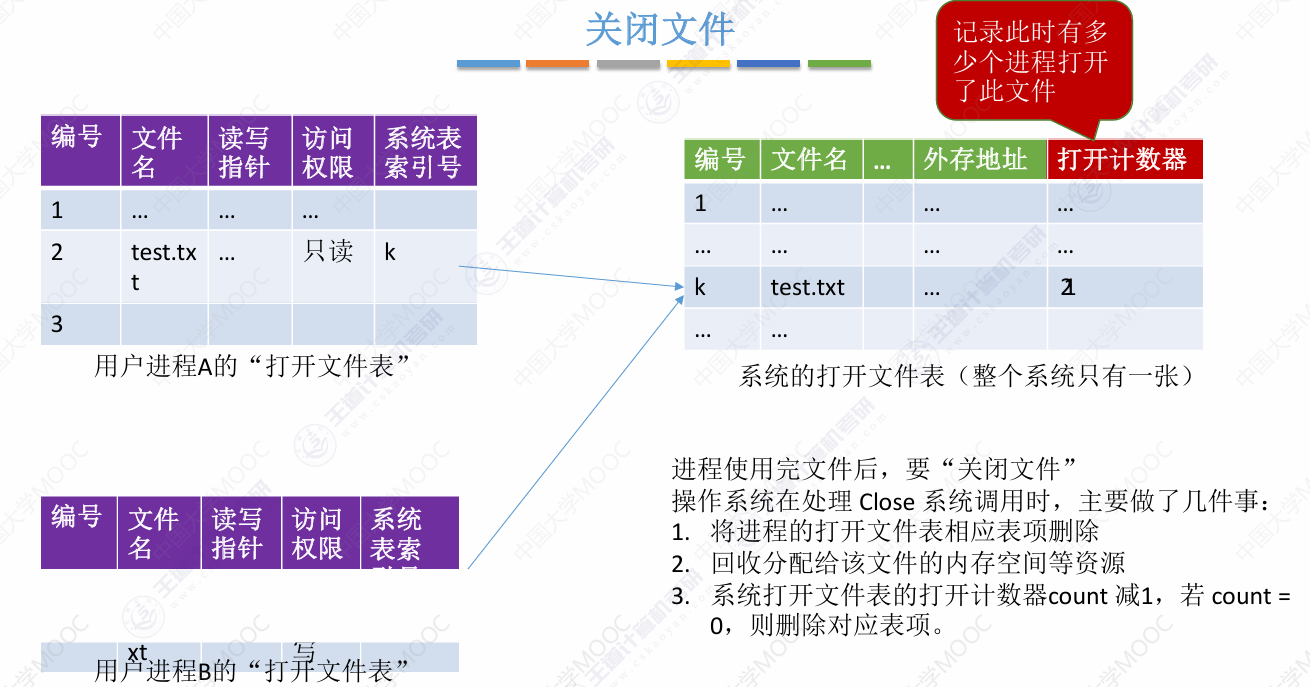 关闭文件
记录此时有多
少个进程打开
了此文件
编号 文件名 读写指针 访问权限 系统表索引号
1 … … …
2 test.txt … 只读 k
3
用户进程A的“打开文件表”
编号 文件名 … 外存地址 打开计数器
1 … … …
… … … …
k test.txt …
… …
系统的打开文件表（整个系统只有一张）
编号 文件名 读写指针 访问权限 系统表索
xt 写
用户进程B的“打开文件表”
进程使用完文件后，要“关闭文件”
操作系统在处理 Close 系统调用时，主要做了几件事：
1. 将进程的打开文件表相应表项删除
2. 回收分配给该文件的内存空间等资源
3. 系统打开文件表的打开计数器count 减1，若 count =
0，则删除对应表项。
中国大学MOOC
王道计算机考研
www.cskaoyan.com